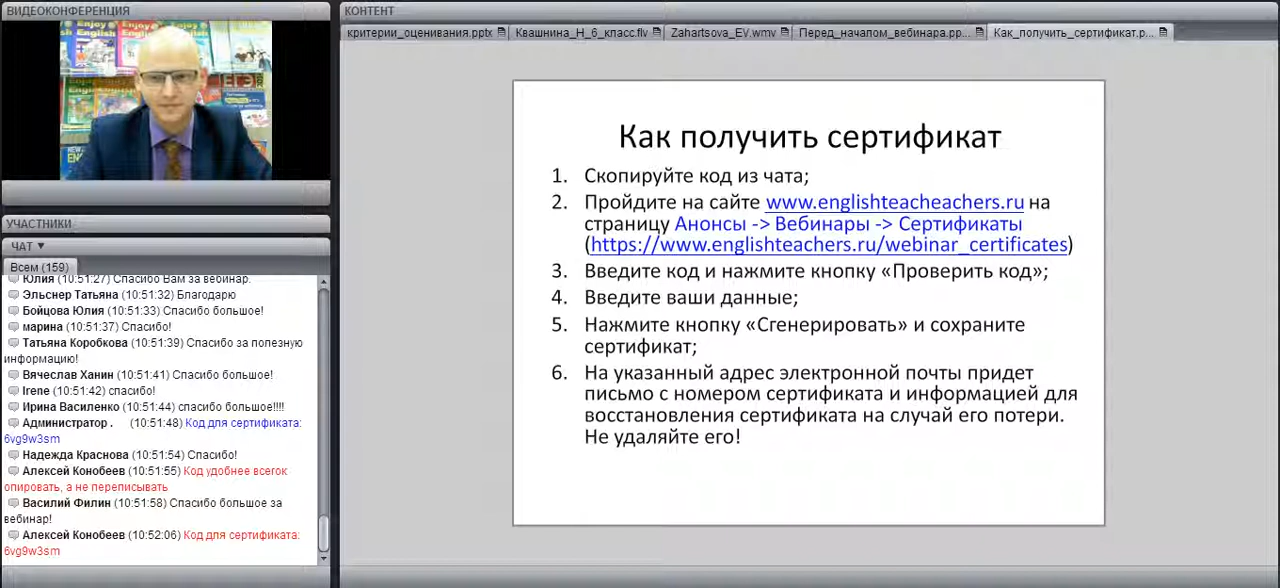 ВИДЕОКОНФЕРЕНЦИЯ
Enjoy
English
ЕГЭ
УЧАСТНИКИ
ЧАТ ▼
Всем (159)
Юлия (10:51:27) Спасибо Вам за вебинар.
Эльснер Татьяна (10:51:32) Благодарю
Бойцова Юлия (10:51:33) Спасибо большое!
марина (10:51:37) Спасибо!
Татьяна Коробкова (10:51:39) Спасибо за полезную
информацию!
Вячеслав Ханин (10:51:41) Спасибо большое!
Irene (10:51:42) спасибо!
Ирина Василенко (10:51:44) спасибо большое!!!!
Администратор . (10:51:48) Код для сертификата:
6vg9w3sm
Надежда Краснова (10:51:54) Спасибо!
Алексей Конобеев (10:51:55) Код удобнее всегок
опировать, а не переписывать
Василий Филин (10:51:58) Спасибо большое за
вебинар!
Алексей Конобеев (10:52:06) Код для сертификата:
6vg9w3sm
КОНТЕНТ
критерии_оценивания.pptx
Квашнина_Н_6_класс.flv
Zahartsova_EV.wmv
Перед_началом_вебинара.pp...
Как_получить_сертификат.p...
Как получить сертификат
1. Скопируйте код из чата;
2. Пройдите на сайте www.englishteacheachers.ru на
страницу Анонсы -> Вебинары -> Сертификаты
(https://www.englishteachers.ru/webinar_certificates)
3. Введите код и нажмите кнопку «Проверить код»;
4. Введите ваши данные;
5. Нажмите кнопку «Сгенерировать» и сохраните
сертификат;
6. На указанный адрес электронной почты придет
письмо с номером сертификата и информацией для
восстановления сертификата на случай его потери.
Не удаляйте его!